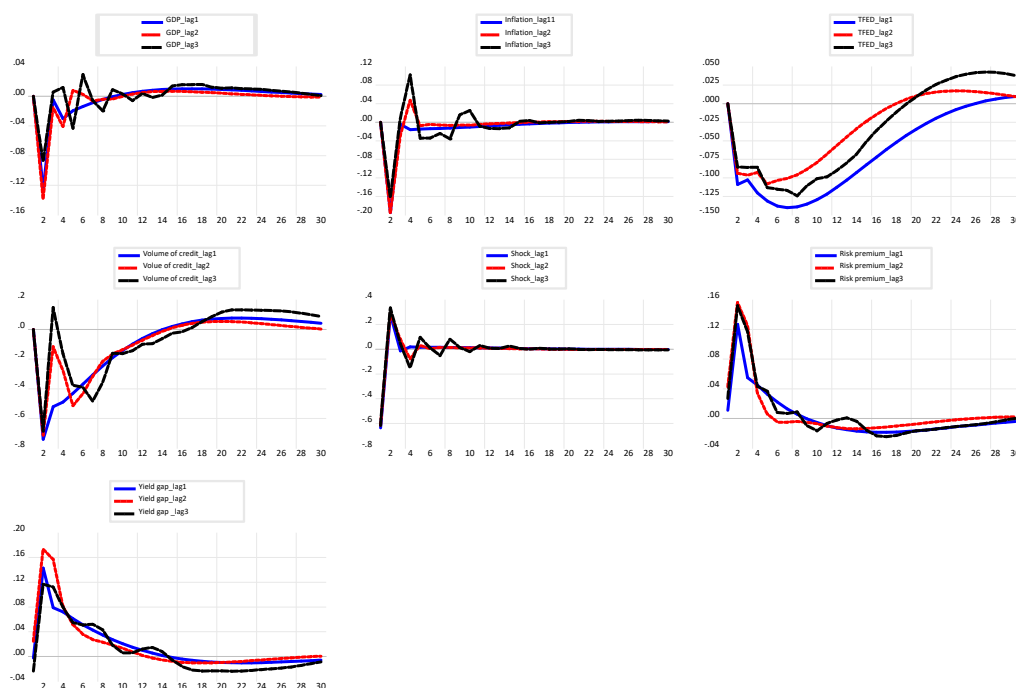 GDP_lag1
GDP_lag2
GDP_lag3
.04
.00
-.04
-.08
-.12
-.16
2 4 6 8 10 12 14 16 18 20 22 24 26 28 30
Inflation_lag11
Inflation_lag2
Inflation_lag3
.12
.08
.04
.00
-.04
-.08
-.12
-.16
-.20
2 4 6 8 10 12 14 16 18 20 22 24 26 28 30
TFED_lag1
TFED_lag2
TFED_lag3
.050
.025
.000
-.025
-.050
-.075
-.100
-.125
-.150
2 4 6 8 10 12 14 16 18 20 22 24 26 28 30
Volume of credit_lag1
Volue of credit_lag2
Volume of credit_lag3
.2
.0
-.2
-.4
-.6
-.8
2 4 6 8 10 12 14 16 18 20 22 24 26 28 30
Shock_lag1
Shock_lag2
Shock_lag3
.4
.2
.0
-.2
-.4
-.6
-.8
2 4 6 8 10 12 14 16 18 20 22 24 26 28 30
Risk premium_lag1
Risk premium_lag2
Risk premium_lag3
.16
.12
.08
.04
.00
-.04
2 4 6 8 10 12 14 16 18 20 22 24 26 28 30
Yield gap_lag1
Yield gap_lag2
Yield gap _lag3
.20
.16
.12
.08
.04
.00
-.04
2 4 6 8 10 12 14 16 18 20 22 24 26 28 30